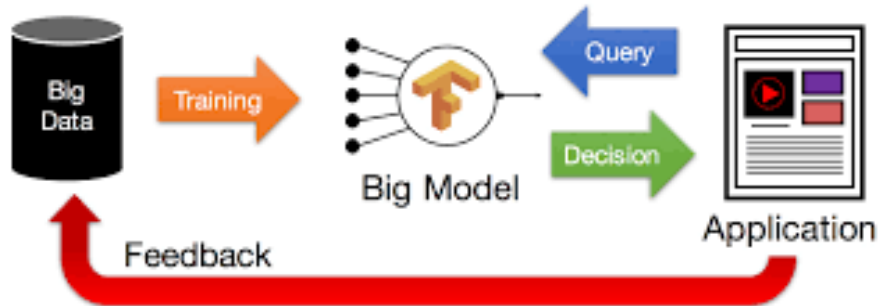 Big
Data
Training
Big Model
Query
Decision
Application
Feedback